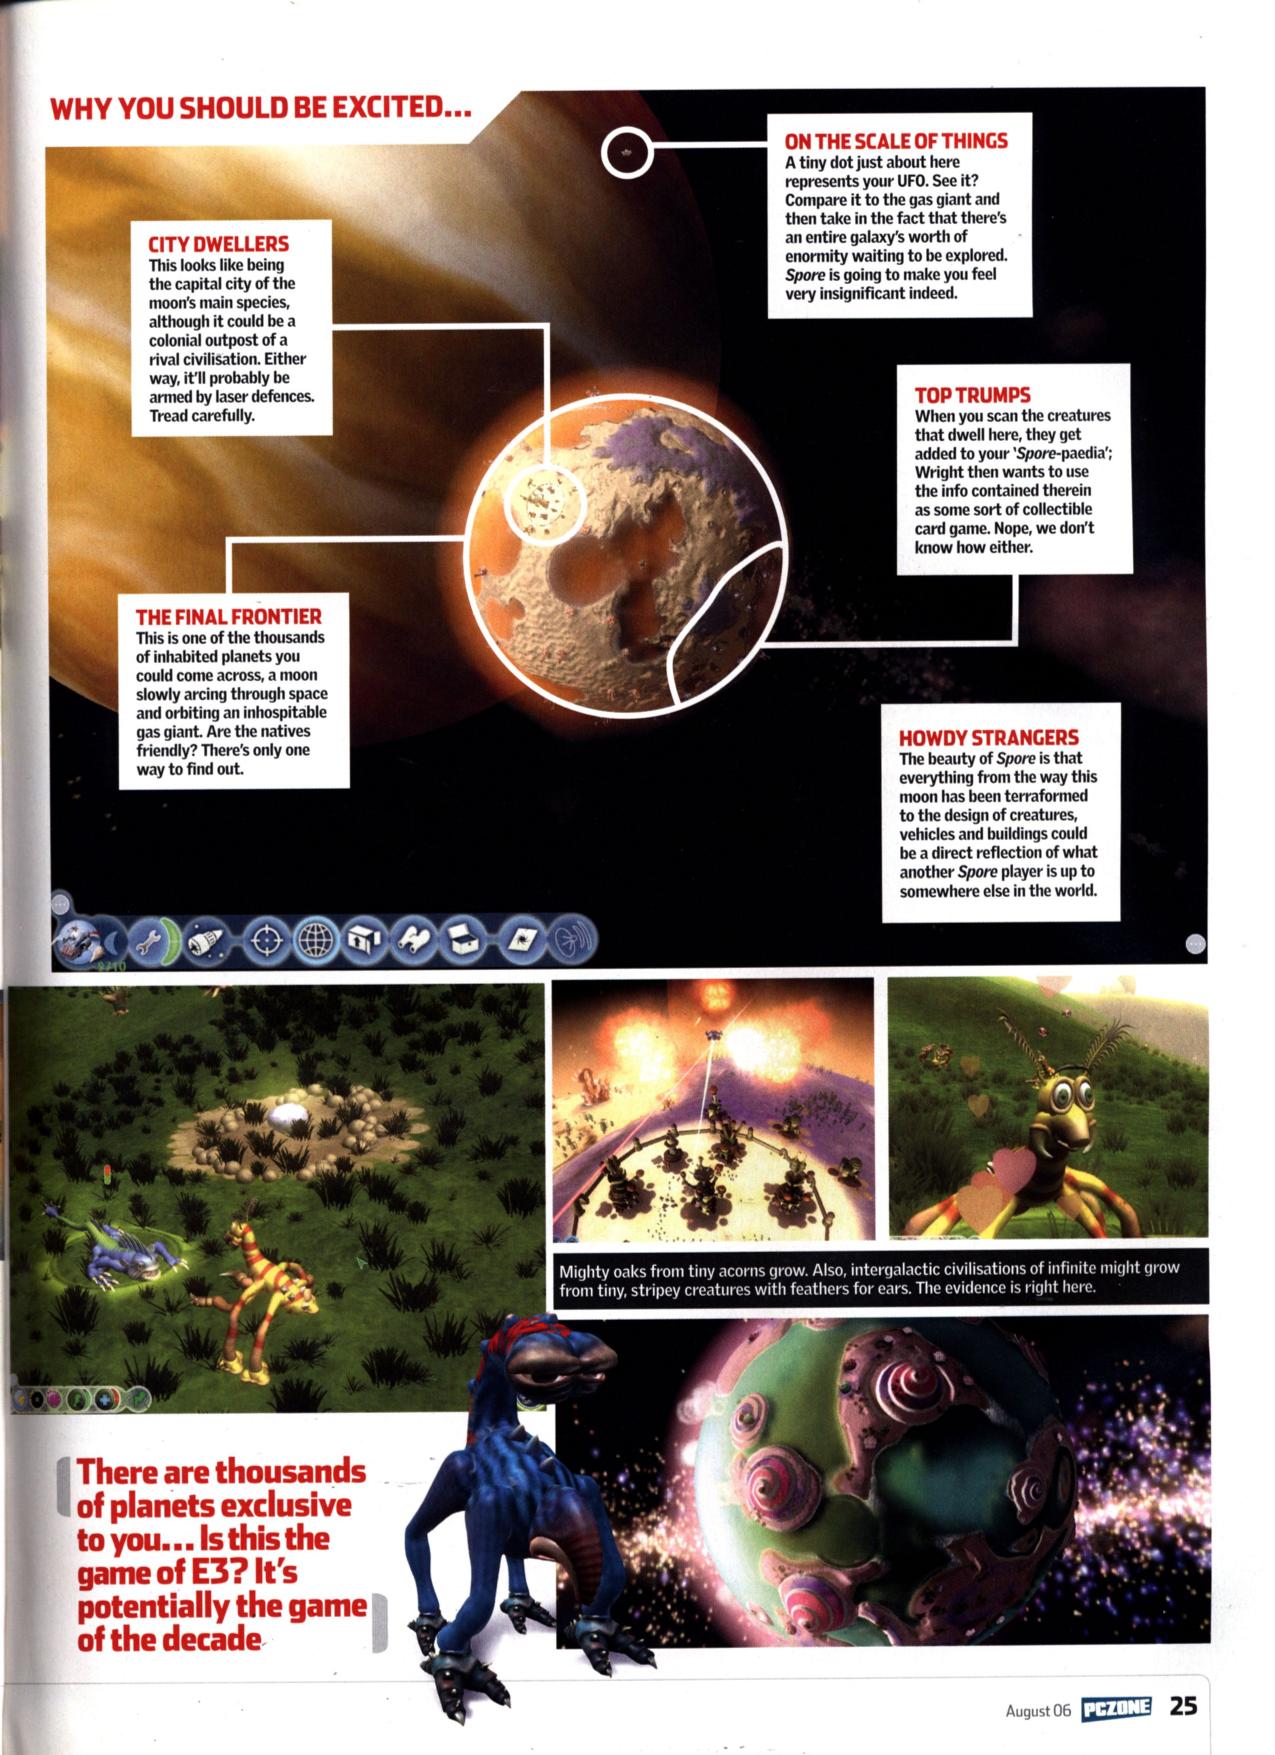 WHY YOU SHOULD BE EXCITED...
ON THE SCALE OF THINGS
A tiny dot just about here
represents your UFO. See it?
Compare it to the gas giant and
then take in the fact that there's
an entire galaxy's worth of
enormity waiting to be explored.
Spore is going to make you feel
very insignificant indeed.
CITY DWELLERS
This looks like being
the capital city of the
moon's main species,
although it could be a
colonial outpost of a
rival civilisation. Either
way, it'll probably be
armed by laser defences.
Tread carefully.
TOP TRUMPS
When you scan the creatures
that dwell here, they get
added to your 'Spore-paedia';
Wright then wants to use
the info contained therein
as some sort of collectible
card game. Nope, we don't
know how either.
THE FINAL FRONTIER
This is one of the thousands
of inhabited planets you
could come across, a moon
slowly arcing through space
and orbiting an inhospitable
gas giant. Are the natives
friendly? There's only one
way to find out.
HOWDY STRANGERS
The beauty of Spore is that
everything from the way this
moon has been terraformed
to the design of creatures,
vehicles and buildings could
be a direct reflection of what
another Spore player is up to
somewhere else in the world.
Mighty oaks from tiny acorns grow. Also, intergalactic civilisations of infinite might grow
from tiny, stripey creatures with feathers for ears. The evidence is right here.
There are thousands
of planets exclusive
to you... Is this the
game of E3? It's
potentially the game
of the decade
August 06 PCZONE 25